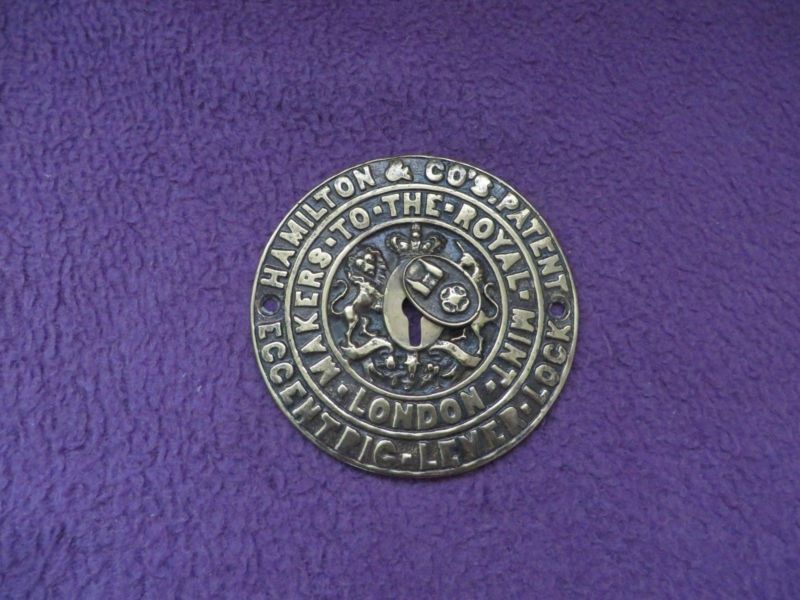 HAMILTON & CO'S. PATENT
ECCENTRIC-LEVER-LOCK
MAKERS-TO-THE-ROYAL-MINT-
LONDON-